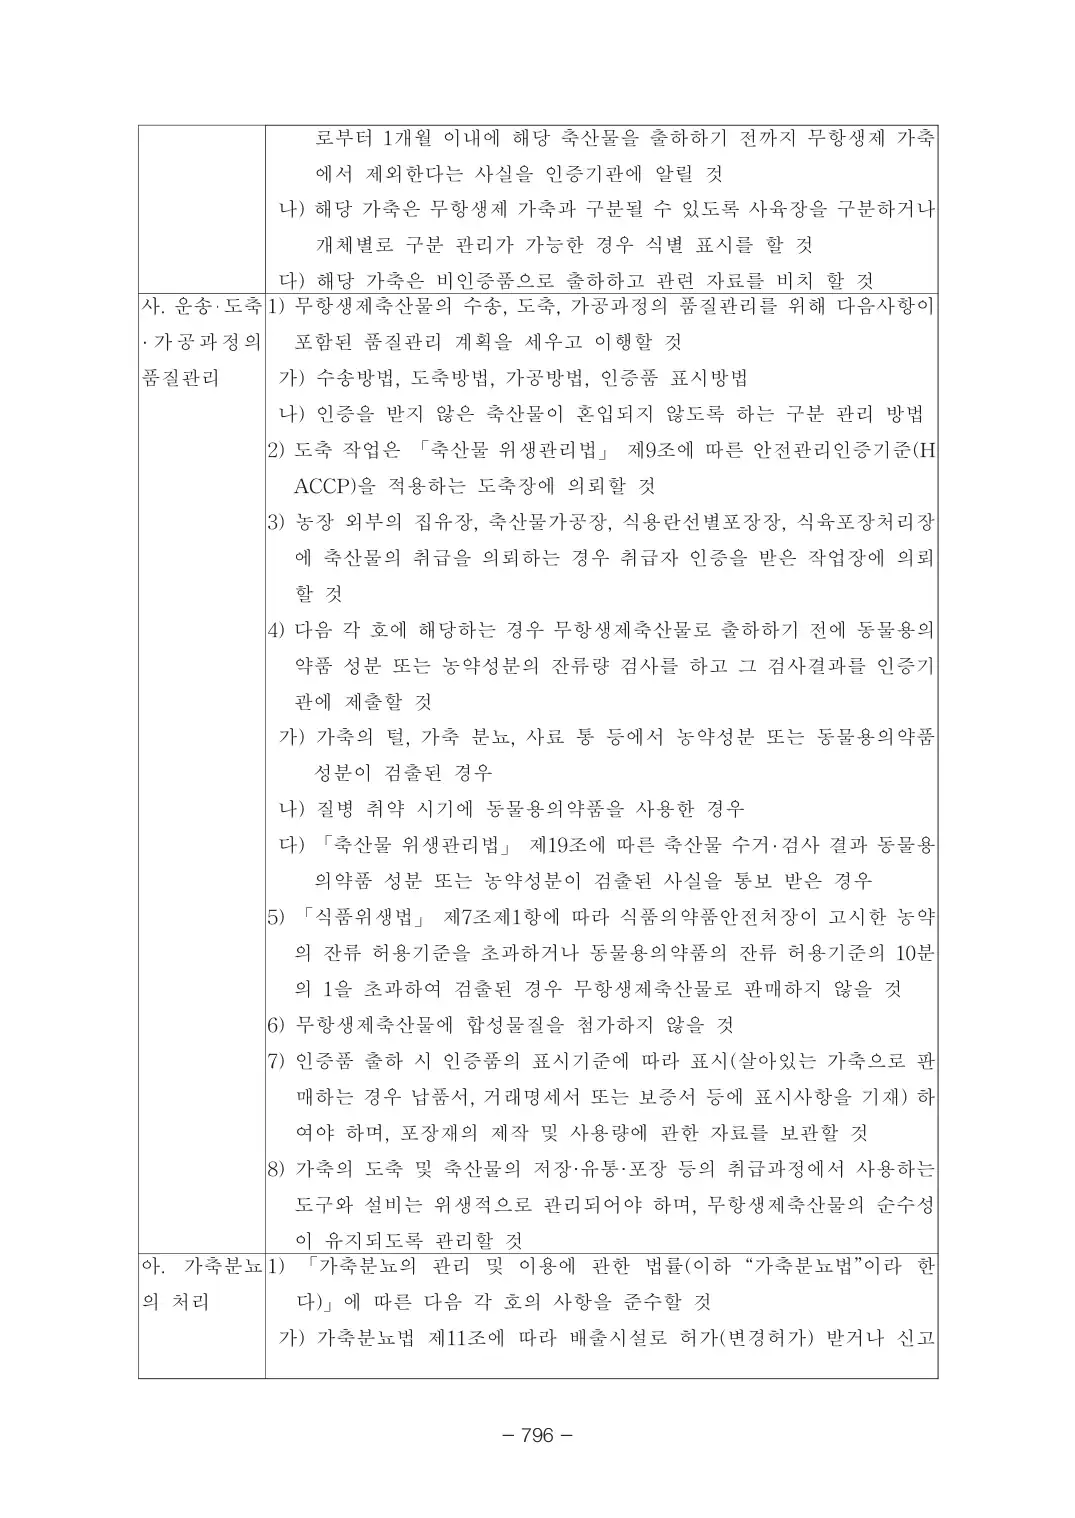 로부터 1개월 이내에 해당 축산물을 출하하기 전까지 무항생제 가축
에서 제외한다는 사실을 인증기관에 알릴 것
나) 해당 가축은 무항생제 가축과 구분될 수 있도록 사육장을 구분하거나
개체별로 구분 관리가 가능한 경우 식별 표시를 할 것
다) 해당 가축은 비인증품으로 출하하고 관련 자료를 비치 할 것
사. 운송·도축
·가공과정의
품질관리
1) 무항생제축산물의 수송, 도축, 가공과정의 품질관리를 위해 다음사항이
포함된 품질관리 계획을 세우고 이행할 것
가) 수송방법, 도축방법, 가공방법, 인증품 표시방법
나) 인증을 받지 않은 축산물이 혼입되지 않도록 하는 구분 관리 방법
2) 도축 작업은 「축산물 위생관리법」 제9조에 따른 안전관리인증기준(H
ACCP)을 적용하는 도축장에 의뢰할 것
3) 농장 외부의 집유장, 축산물가공장, 식용란선별포장장, 식육포장처리장
에 축산물의 취급을 의뢰하는 경우 취급자 인증을 받은 작업장에 의뢰
할 것
4) 다음 각 호에 해당하는 경우 무항생제축산물로 출하하기 전에 동물용의
약품 성분 또는 농약성분의 잔류량 검사를 하고 그 검사결과를 인증기
관에 제출할 것
가) 가축의 털, 가축 분뇨, 사료 통 등에서 농약성분 또는 동물용의약품
성분이 검출된 경우
나) 질병 취약 시기에 동물용의약품을 사용한 경우
다) 「축산물 위생관리법」 제19조에 따른 축산물 수거·검사 결과 동물용
의약품 성분 또는 농약성분이 검출된 사실을 통보 받은 경우
5) 「식품위생법」 제7조제1항에 따라 식품의약품안전처장이 고시한 농약
의 잔류 허용기준을 초과하거나 동물용의약품의 잔류 허용기준의 10분
의 1을 초과하여 검출된 경우 무항생제축산물로 판매하지 않을 것
6) 무항생제축산물에 합성물질을 첨가하지 않을 것
7) 인증품 출하 시 인증품의 표시기준에 따라 표시(살아있는 가축으로 판
매하는 경우 납품서, 거래명세서 또는 보증서 등에 표시사항을 기재) 하
여야 하며, 포장재의 제작 및 사용량에 관한 자료를 보관할 것
8) 가축의 도축 및 축산물의 저장·유통·포장 등의 취급과정에서 사용하는
도구와 설비는 위생적으로 관리되어야 하며, 무항생제축산물의 순수성
이 유지되도록 관리할 것
아. 가축분뇨
의 처리
1) 「가축분뇨의 관리 및 이용에 관한 법률(이하 “가축분뇨법”이라 한
다)」에 따른 다음 각 호의 사항을 준수할 것
가) 가축분뇨법 제11조에 따라 배출시설로 허가(변경허가) 받거나 신고
- 796 -